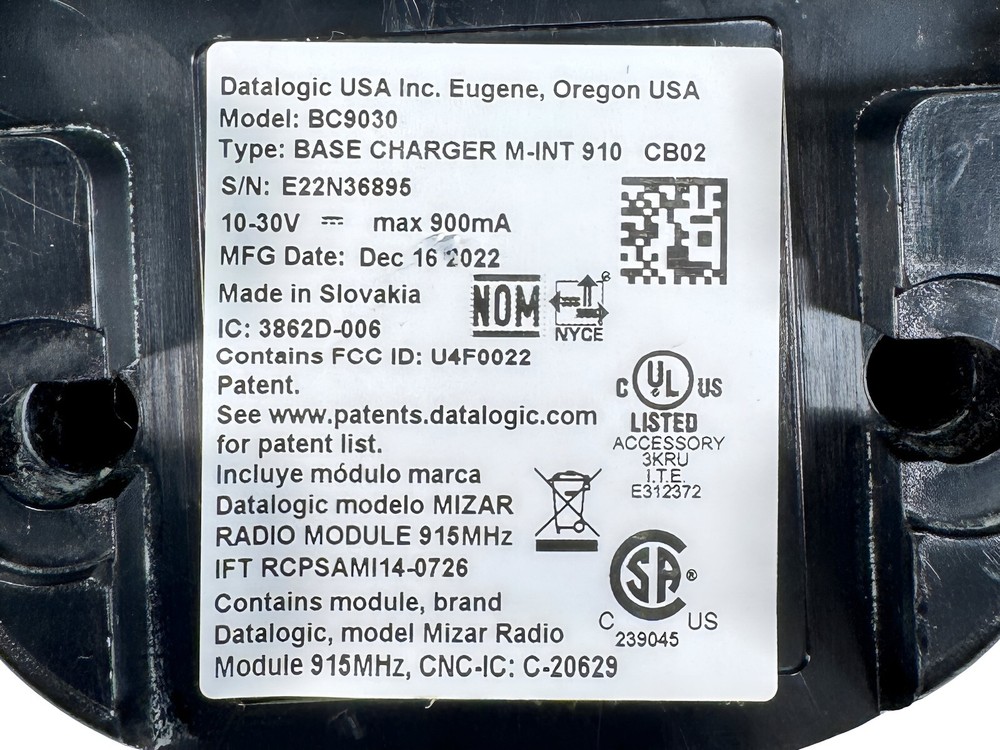 Datalogic USA Inc. Eugene, Oregon USA
Model: BC9030
Type: BASE CHARGER M-INT 910 CB02
S/N: E22N36895
10-30V ⎓ max 900mA
MFG Date: Dec 16 2022
Made in Slovakia
NOM
NYCE
IC: 3862D-006
Contains FCC ID: U4F0022
Patent.
See www.patents.datalogic.com
for patent list.
Incluye módulo marca
Datalogic modelo MIZAR
RADIO MODULE 915MHz
IFT RCPSAMI14-0726
Contains module, brand
Datalogic, model Mizar Radio
Module 915MHz, CNC-IC: C-20629
C UL US
LISTED
ACCESSORY
3KRU
I.T.E.
E312372
SA®
C US
239045